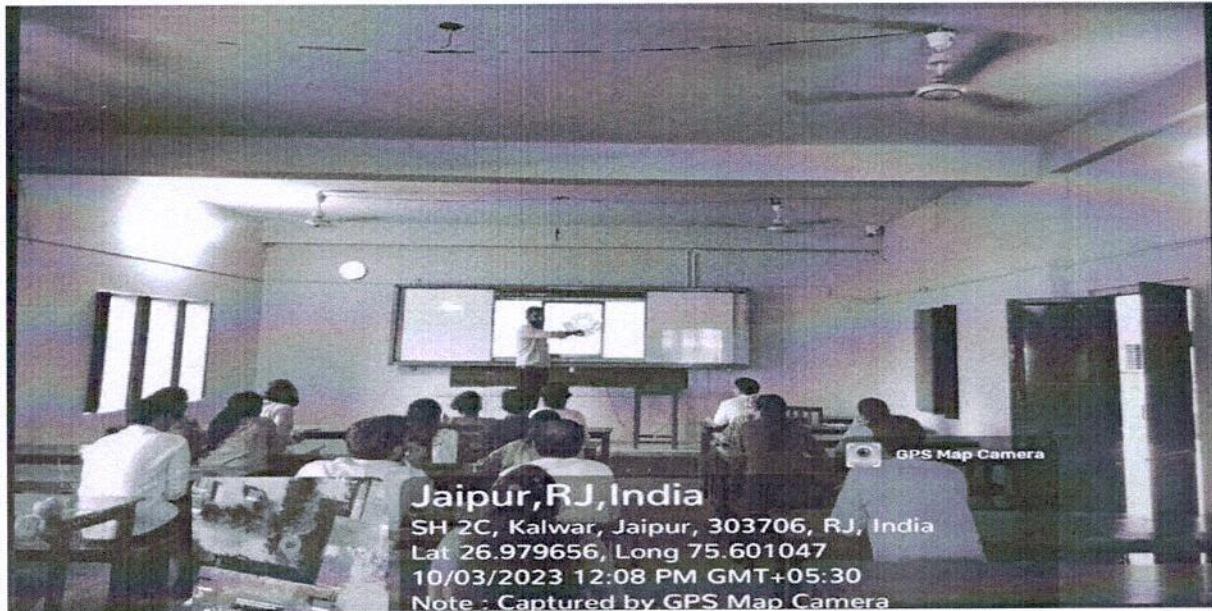 GPS Map Camera
Jaipur,RJ,India
SH 2C, Kalwar, Jaipur, 303706, RJ, India
Lat 26.979656, Long 75.601047
10/03/2023 12:08 PM GMT+05:30
Note : Captured by GPS Map Camera